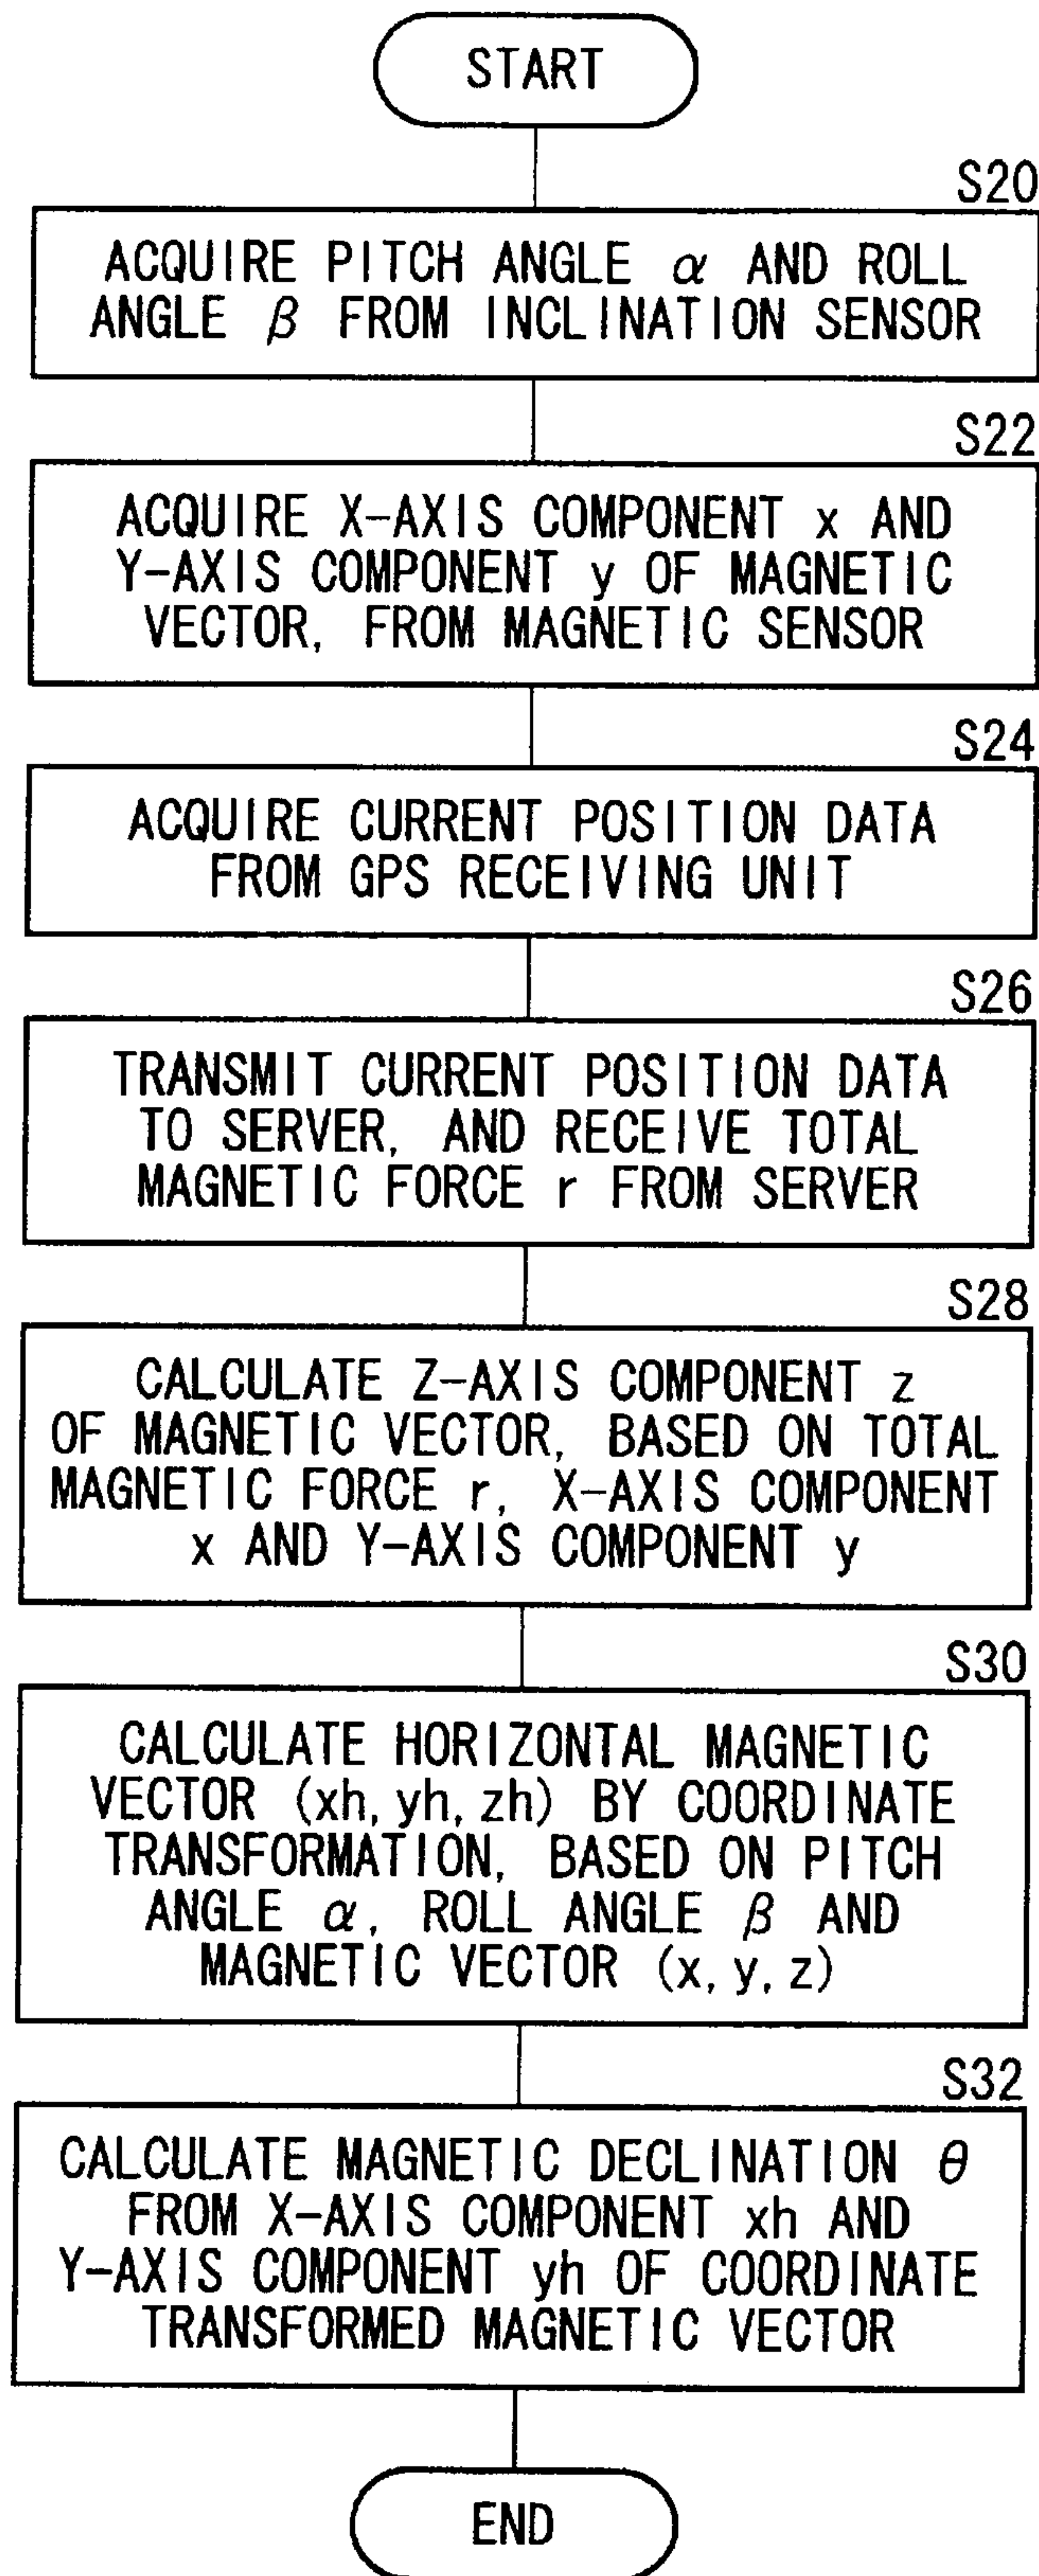 START
S20
ACQUIRE PITCH ANGLE α AND ROLL
ANGLE β FROM INCLINATION SENSOR
S22
ACQUIRE X-AXIS COMPONENT x AND
Y-AXIS COMPONENT y OF MAGNETIC
VECTOR, FROM MAGNETIC SENSOR
S24
ACQUIRE CURRENT POSITION DATA
FROM GPS RECEIVING UNIT
S26
TRANSMIT CURRENT POSITION DATA
TO SERVER, AND RECEIVE TOTAL
MAGNETIC FORCE r FROM SERVER
S28
CALCULATE Z-AXIS COMPONENT z
OF MAGNETIC VECTOR, BASED ON TOTAL
MAGNETIC FORCE r, X-AXIS COMPONENT
x AND Y-AXIS COMPONENT y
S30
CALCULATE HORIZONTAL MAGNETIC
VECTOR (xh, yh, zh) BY COORDINATE
TRANSFORMATION, BASED ON PITCH
ANGLE α, ROLL ANGLE β AND
MAGNETIC VECTOR (x, y, z)
S32
CALCULATE MAGNETIC DECLINATION θ
FROM X-AXIS COMPONENT xh AND
Y-AXIS COMPONENT yh OF COORDINATE
TRANSFORMED MAGNETIC VECTOR
END